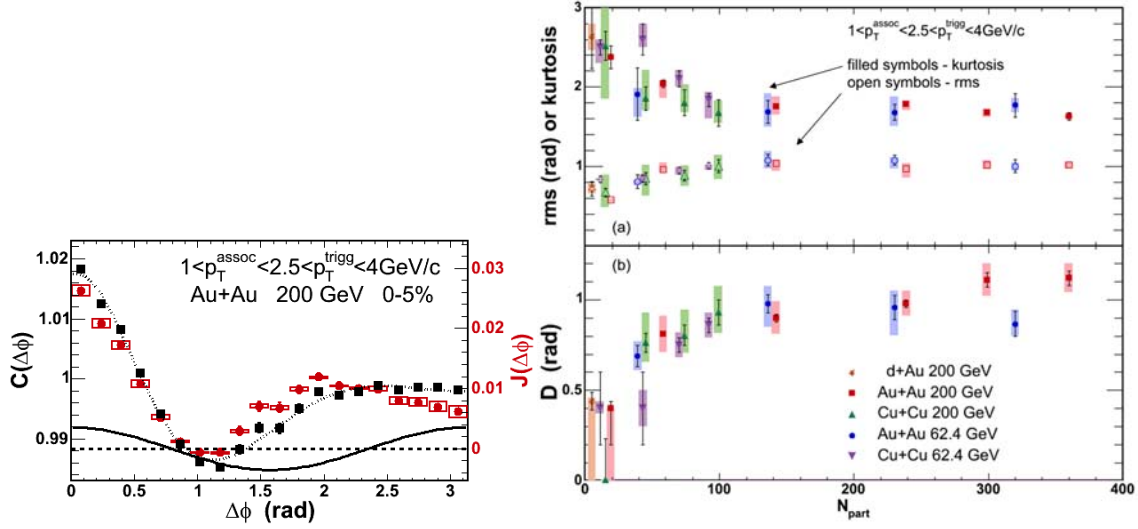 1.02
1.01
1
0.99
C(Δϕ)
1<p_T^assoc<2.5<p_T^trigg<4GeV/c
Au+Au 200 GeV 0-5%
0.03
0.02
0.01
0
J(Δϕ)
0 0.5 1 1.5 2 2.5 3
Δϕ (rad)
3
2
1
rms (rad) or kurtosis
1<p_T^assoc<2.5<p_T^trigg<4GeV/c
filled symbols - kurtosis
open symbols - rms
(a)
(b)
1
0.5
0
D (rad)
d+Au 200 GeV
Au+Au 200 GeV
Cu+Cu 200 GeV
Au+Au 62.4 GeV
Cu+Cu 62.4 GeV
0 100 200 300 400
N_part